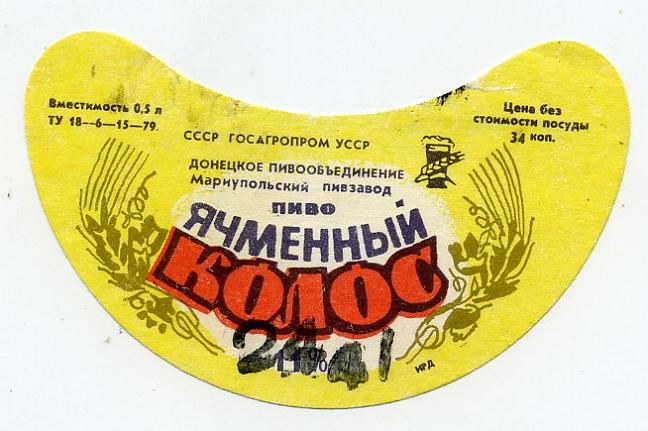 Вместимость 0,5 л
ТУ 18--6-15-79.
Цена без
стоимости посуды
34 коп.
СССР ГОСАГРОПРОМ УССР
ДОНЕЦКОЕ ПИВООБЪЕДИНЕНИЕ
Мариупольский пивзавод
ПИВО
ЯЧМЕННЫЙ
КОЛОС
11%
ИРД